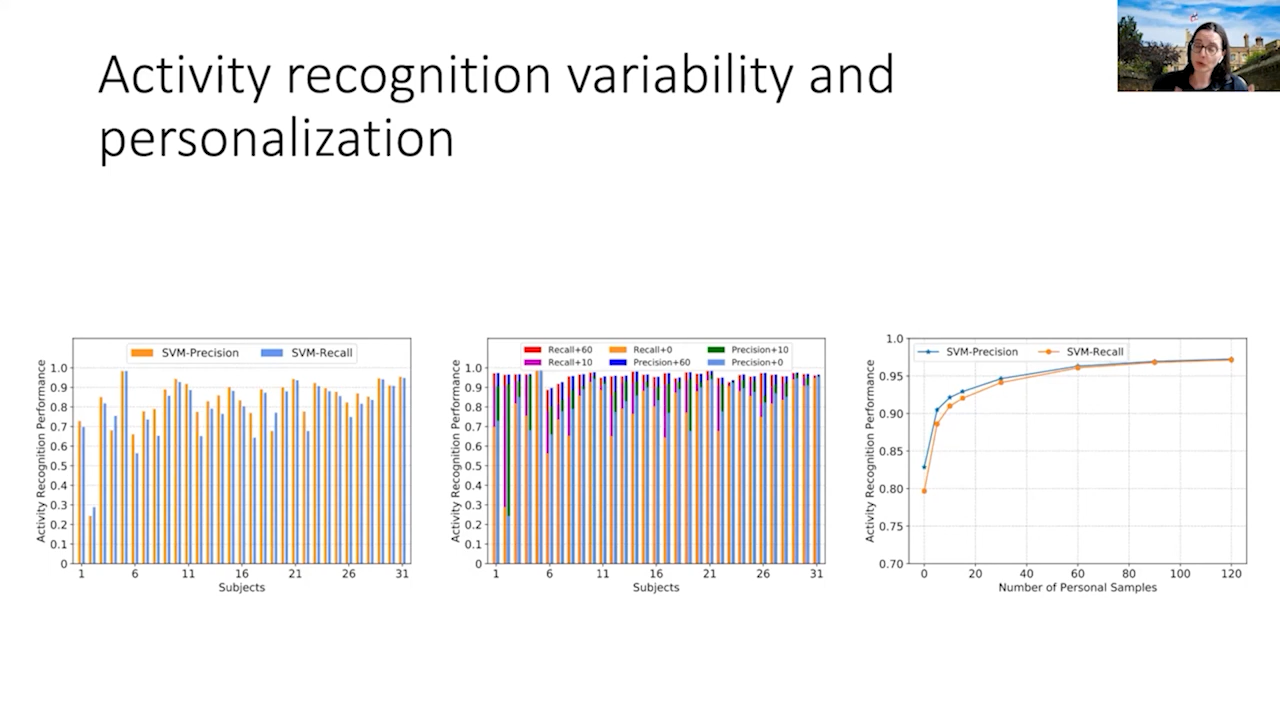 Activity recognition variability and
personalization
SVM-Precision SVM-Recall
Activity Recognition Performance
1.0
0.9
0.8
0.7
0.6
0.5
0.4
0.3
0.2
0.1
0
1 6 11 16 21 26 31
Subjects
Recall+60 Recall+0 Precision+10
Recall+10 Precision+60 Precision+0
Activity Recognition Performance
1.0
0.9
0.8
0.7
0.6
0.5
0.4
0.3
0.2
0.1
0
1 6 11 16 21 26 31
Subjects
SVM-Precision SVM-Recall
Activity Recognition Performance
1.0
0.95
0.90
0.85
0.80
0.75
0.70
0 20 40 60 80 100 120
Number of Personal Samples